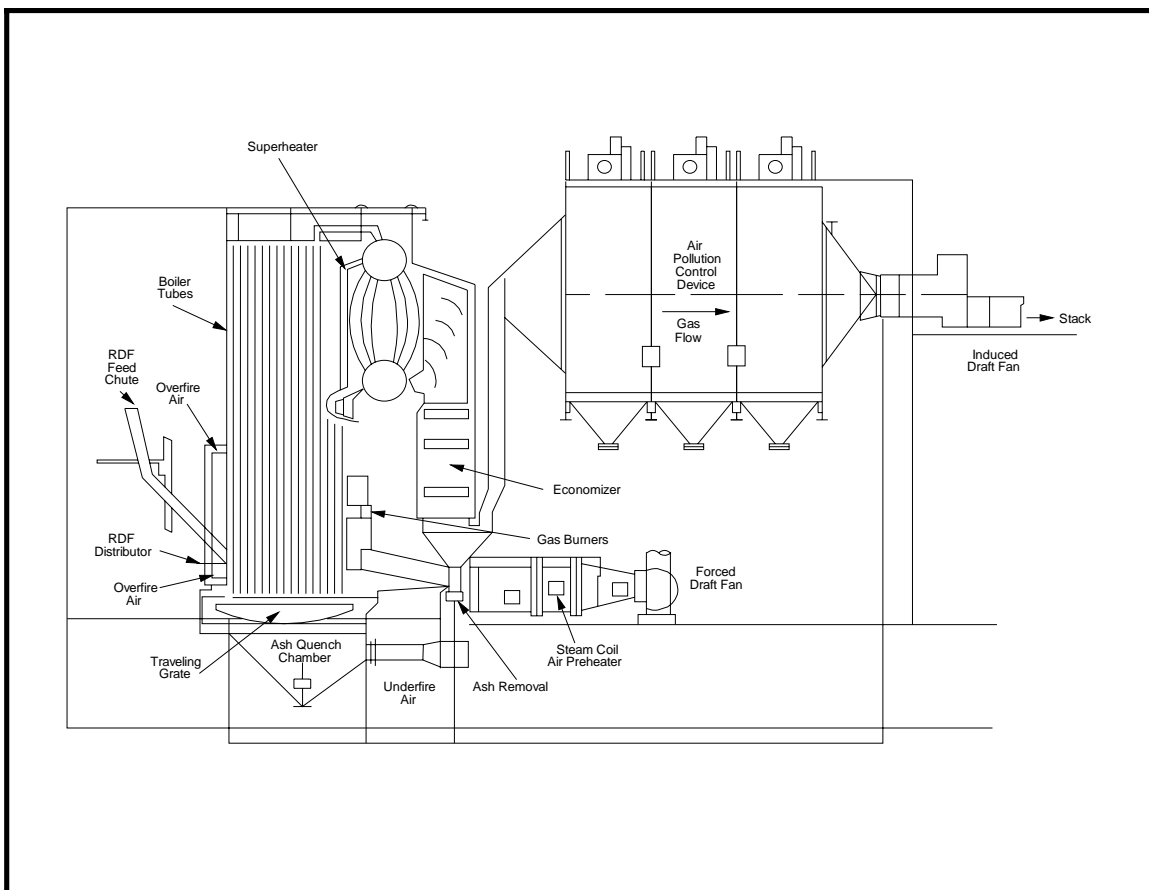 Superheater
Air
Pollution
Control
Device
Boiler
Tubes
Gas
Flow
Stack
RDF
Feed
Chute
Induced
Draft Fan
Overfire
Air
Economizer
Gas Burners
RDF
Distributor
Forced
Draft Fan
Overfire
Air
Ash Quench
Chamber
Steam Coil
Air Preheater
Traveling
Grate
Underfire
Air
Ash Removal